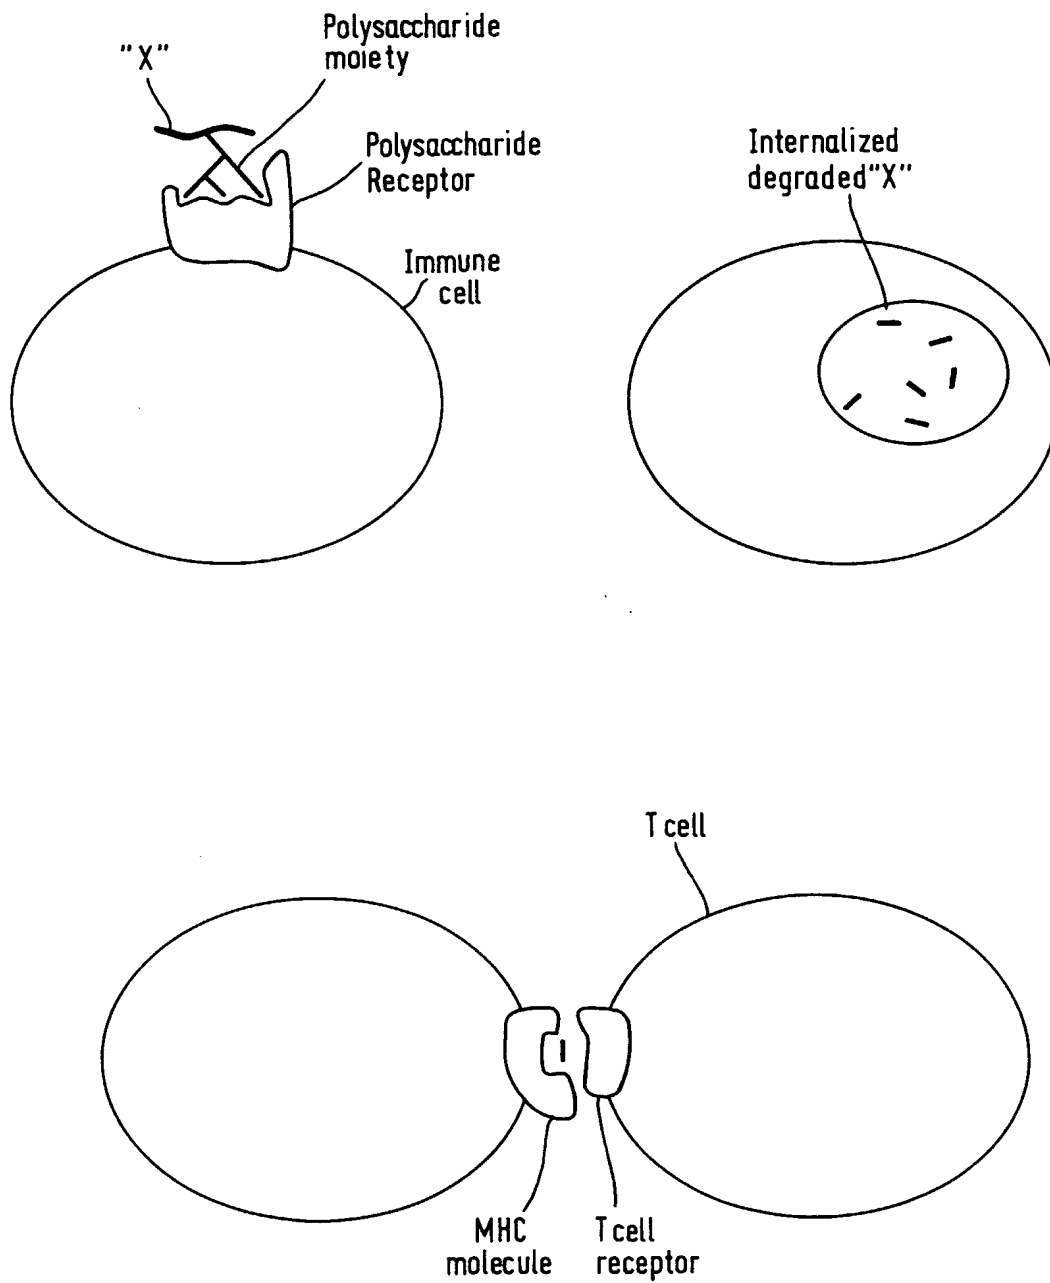 "X"
Polysaccharide
moiety
Polysaccharide
Receptor
Immune
cell
Internalized
degraded "X"
T cell
MHC
molecule
T cell
receptor